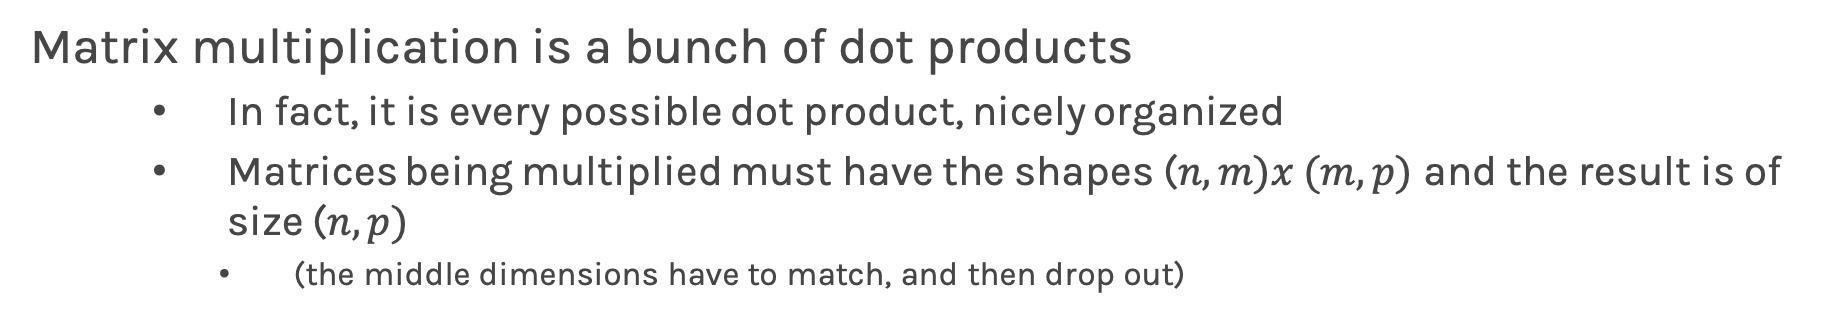 Matrix multiplication is a bunch of dot products
• In fact, it is every possible dot product, nicely organized
• Matrices being multiplied must have the shapes (n, m)x (m, p) and the result is of
size (n, p)
• (the middle dimensions have to match, and then drop out)